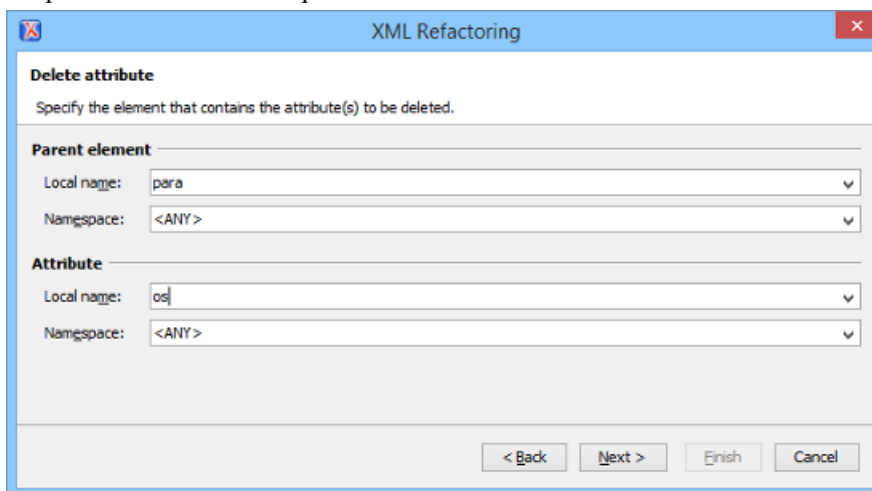 XML Refactoring
Delete attribute
Specify the element that contains the attribute(s) to be deleted.
Parent element
Local name: para
Namespace: <ANY>
Attribute
Local name: os
Namespace: <ANY>
< Back Next > Finish Cancel